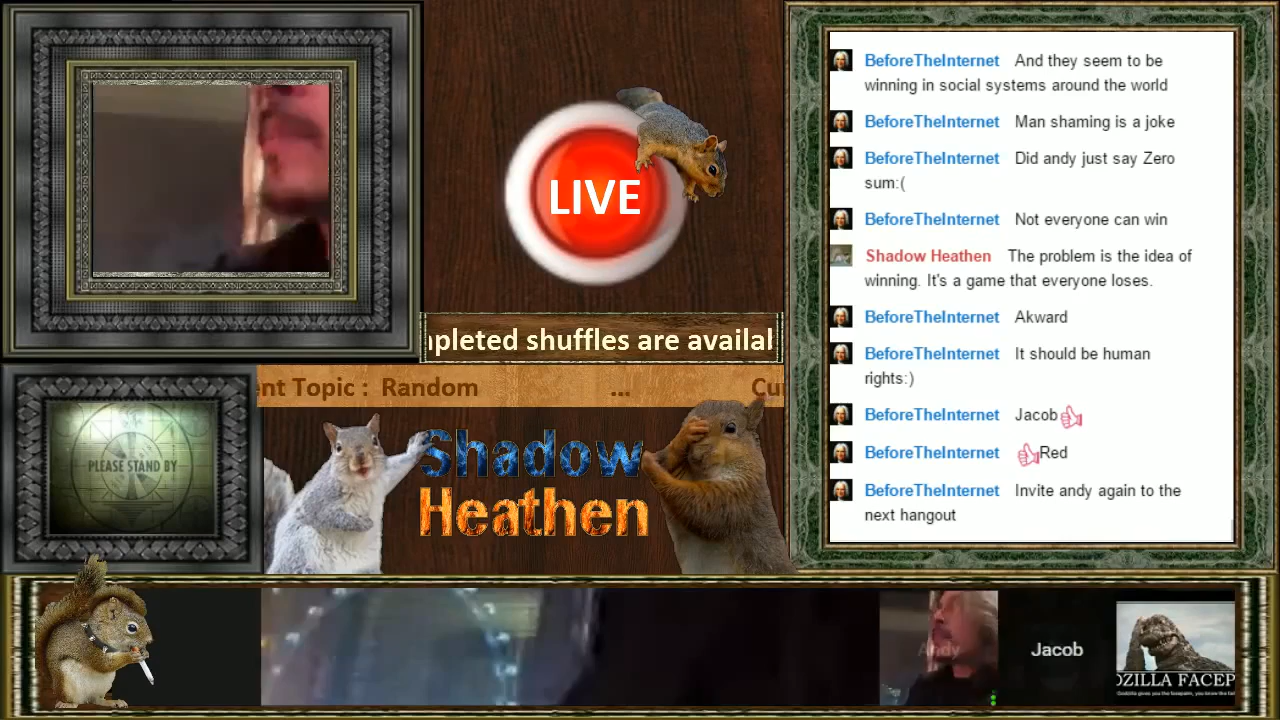 LIVE
pleted shuffles are availal
nt Topic : Random ... Cu
PLEASE STAND BY
Shadow
Heathen
BeforeTheInternet And they seem to be
winning in social systems around the world
BeforeTheInternet Man shaming is a joke
BeforeTheInternet Did andy just say Zero
sum:(
BeforeTheInternet Not everyone can win
Shadow Heathen The problem is the idea of
winning. It's a game that everyone loses.
BeforeTheInternet Akward
BeforeTheInternet It should be human
rights:)
BeforeTheInternet Jacob
BeforeTheInternet Red
BeforeTheInternet Invite andy again to the
next hangout
Andy
Jacob
OZILLA FACEP